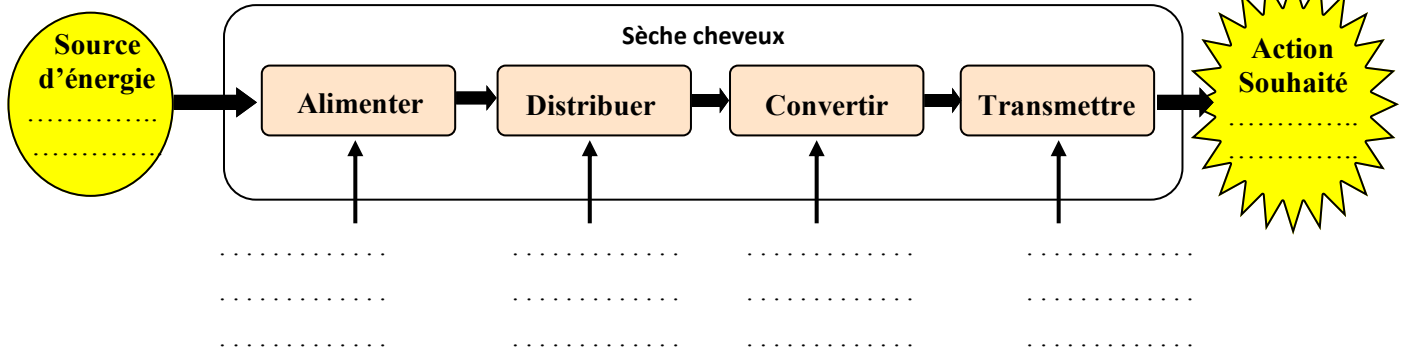 Sèche cheveux
Source
d'énergie
…………..
…………..
Alimenter
Distribuer
Convertir
Transmettre
Action
Souhaité
…………..
…………..
. . . . . . . . . . . . . . . . . . . . . . . . . . . . . . . . . . . . . . . . . . . . . . . . . . . .
. . . . . . . . . . . . . . . . . . . . . . . . . . . . . . . . . . . . . . . . . . . . . . . . . . . .
. . . . . . . . . . . . . . . . . . . . . . . . . . . . . . . . . . . . . . . . . . . . . . . . . . . .